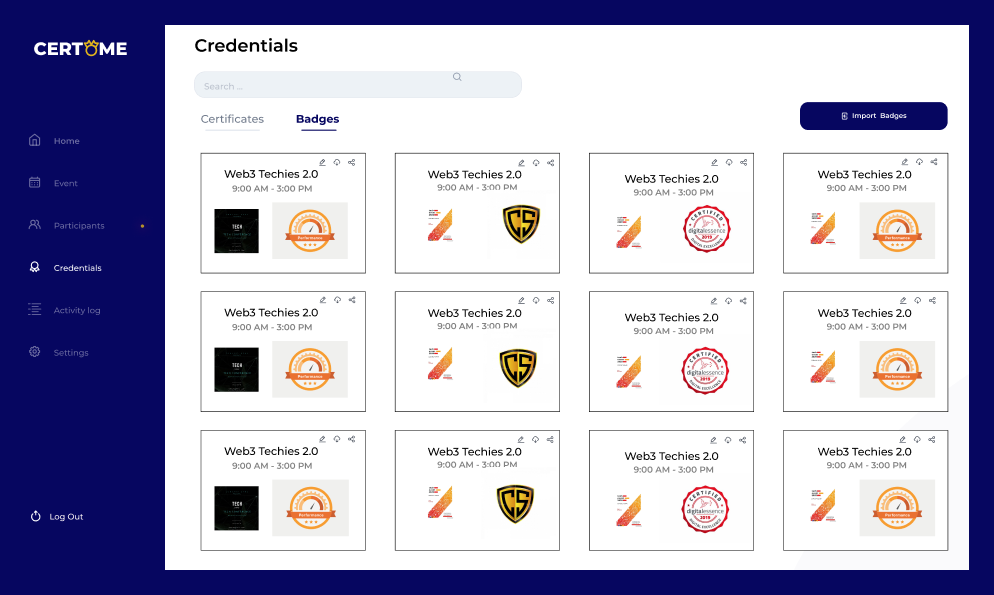 CERTOME
Credentials
Search ...
Certificates
Badges
Import Badges
Home
Event
Participants
Credentials
Activity log
Settings
Log Out
Web3 Techies 2.0
9:00 AM - 3:00 PM
TECH
Performance
Web3 Techies 2.0
9:00 AM - 3:00 PM
CS
Web3 Techies 2.0
9:00 AM - 3:00 PM
CERTIFIED
digitalessence
2019
DIGITAL EXCELLENCE
Web3 Techies 2.0
9:00 AM - 3:00 PM
Performance
Web3 Techies 2.0
9:00 AM - 3:00 PM
TECH
Performance
Web3 Techies 2.0
9:00 AM - 3:00 PM
CS
Web3 Techies 2.0
9:00 AM - 3:00 PM
CERTIFIED
digitalessence
2019
DIGITAL EXCELLENCE
Web3 Techies 2.0
9:00 AM - 3:00 PM
Performance
Web3 Techies 2.0
9:00 AM - 3:00 PM
TECH
Performance
Web3 Techies 2.0
9:00 AM - 3:00 PM
CS
Web3 Techies 2.0
9:00 AM - 3:00 PM
CERTIFIED
digitalessence
2019
DIGITAL EXCELLENCE
Web3 Techies 2.0
9:00 AM - 3:00 PM
Performance